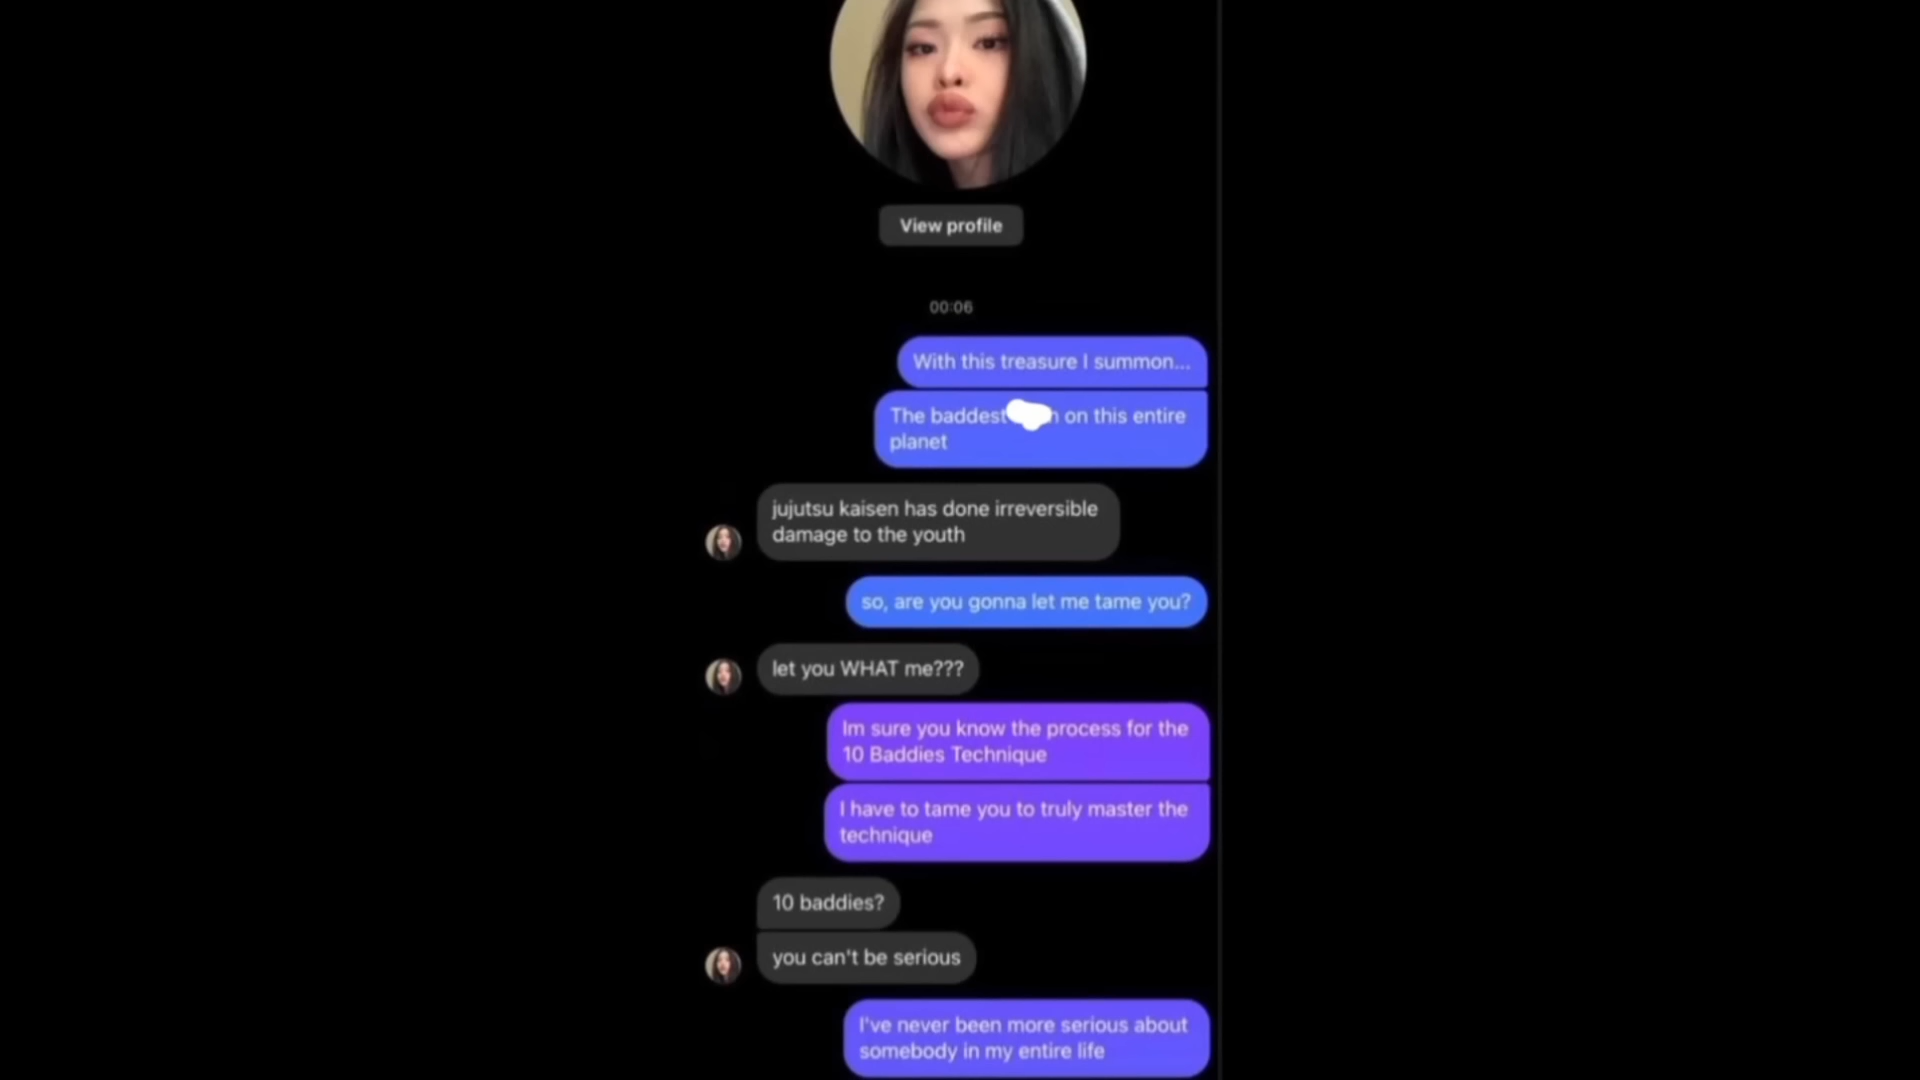 View profile
00:06
With this treasure I summon...
The baddest on this entire
planet
jujutsu kaisen has done irreversible
damage to the youth
so, are you gonna let me tame you?
let you WHAT me???
Im sure you know the process for the
10 Baddies Technique
I have to tame you to truly master the
technique
10 baddies?
you can't be serious
I've never been more serious about
somebody in my entire life